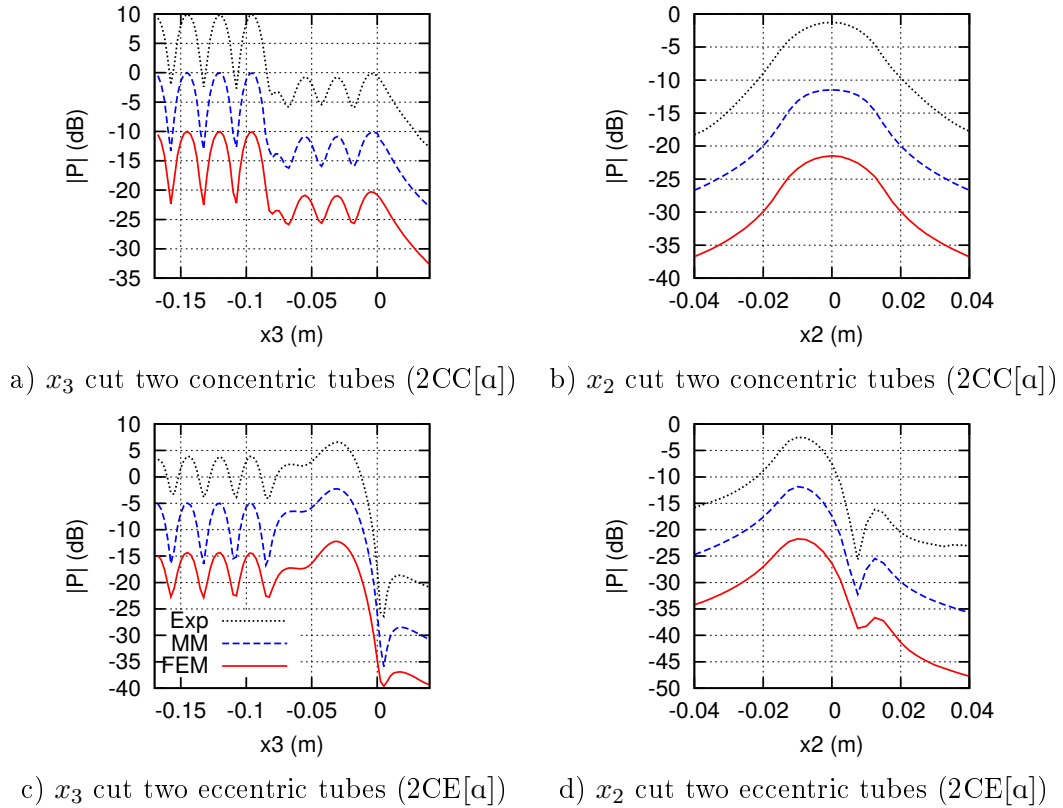 10
5
0
-5
-10
-15
-20
-25
-30
-35
|P| (dB)
-0.15 -0.1 -0.05 0
x3 (m)
0
-5
-10
-15
-20
-25
-30
-35
-40
|P| (dB)
-0.04 -0.02 0 0.02 0.04
x2 (m)
a) x₃ cut two concentric tubes (2CC[ɑ])
b) x₂ cut two concentric tubes (2CC[ɑ])
10
5
0
-5
-10
-15
-20
-25
-30
-35
-40
|P| (dB)
Exp
MM
FEM
-0.15 -0.1 -0.05 0
x3 (m)
0
-5
-10
-15
-20
-25
-30
-35
-40
-45
-50
|P| (dB)
-0.04 -0.02 0 0.02 0.04
x2 (m)
c) x₃ cut two eccentric tubes (2CE[ɑ])
d) x₂ cut two eccentric tubes (2CE[ɑ])